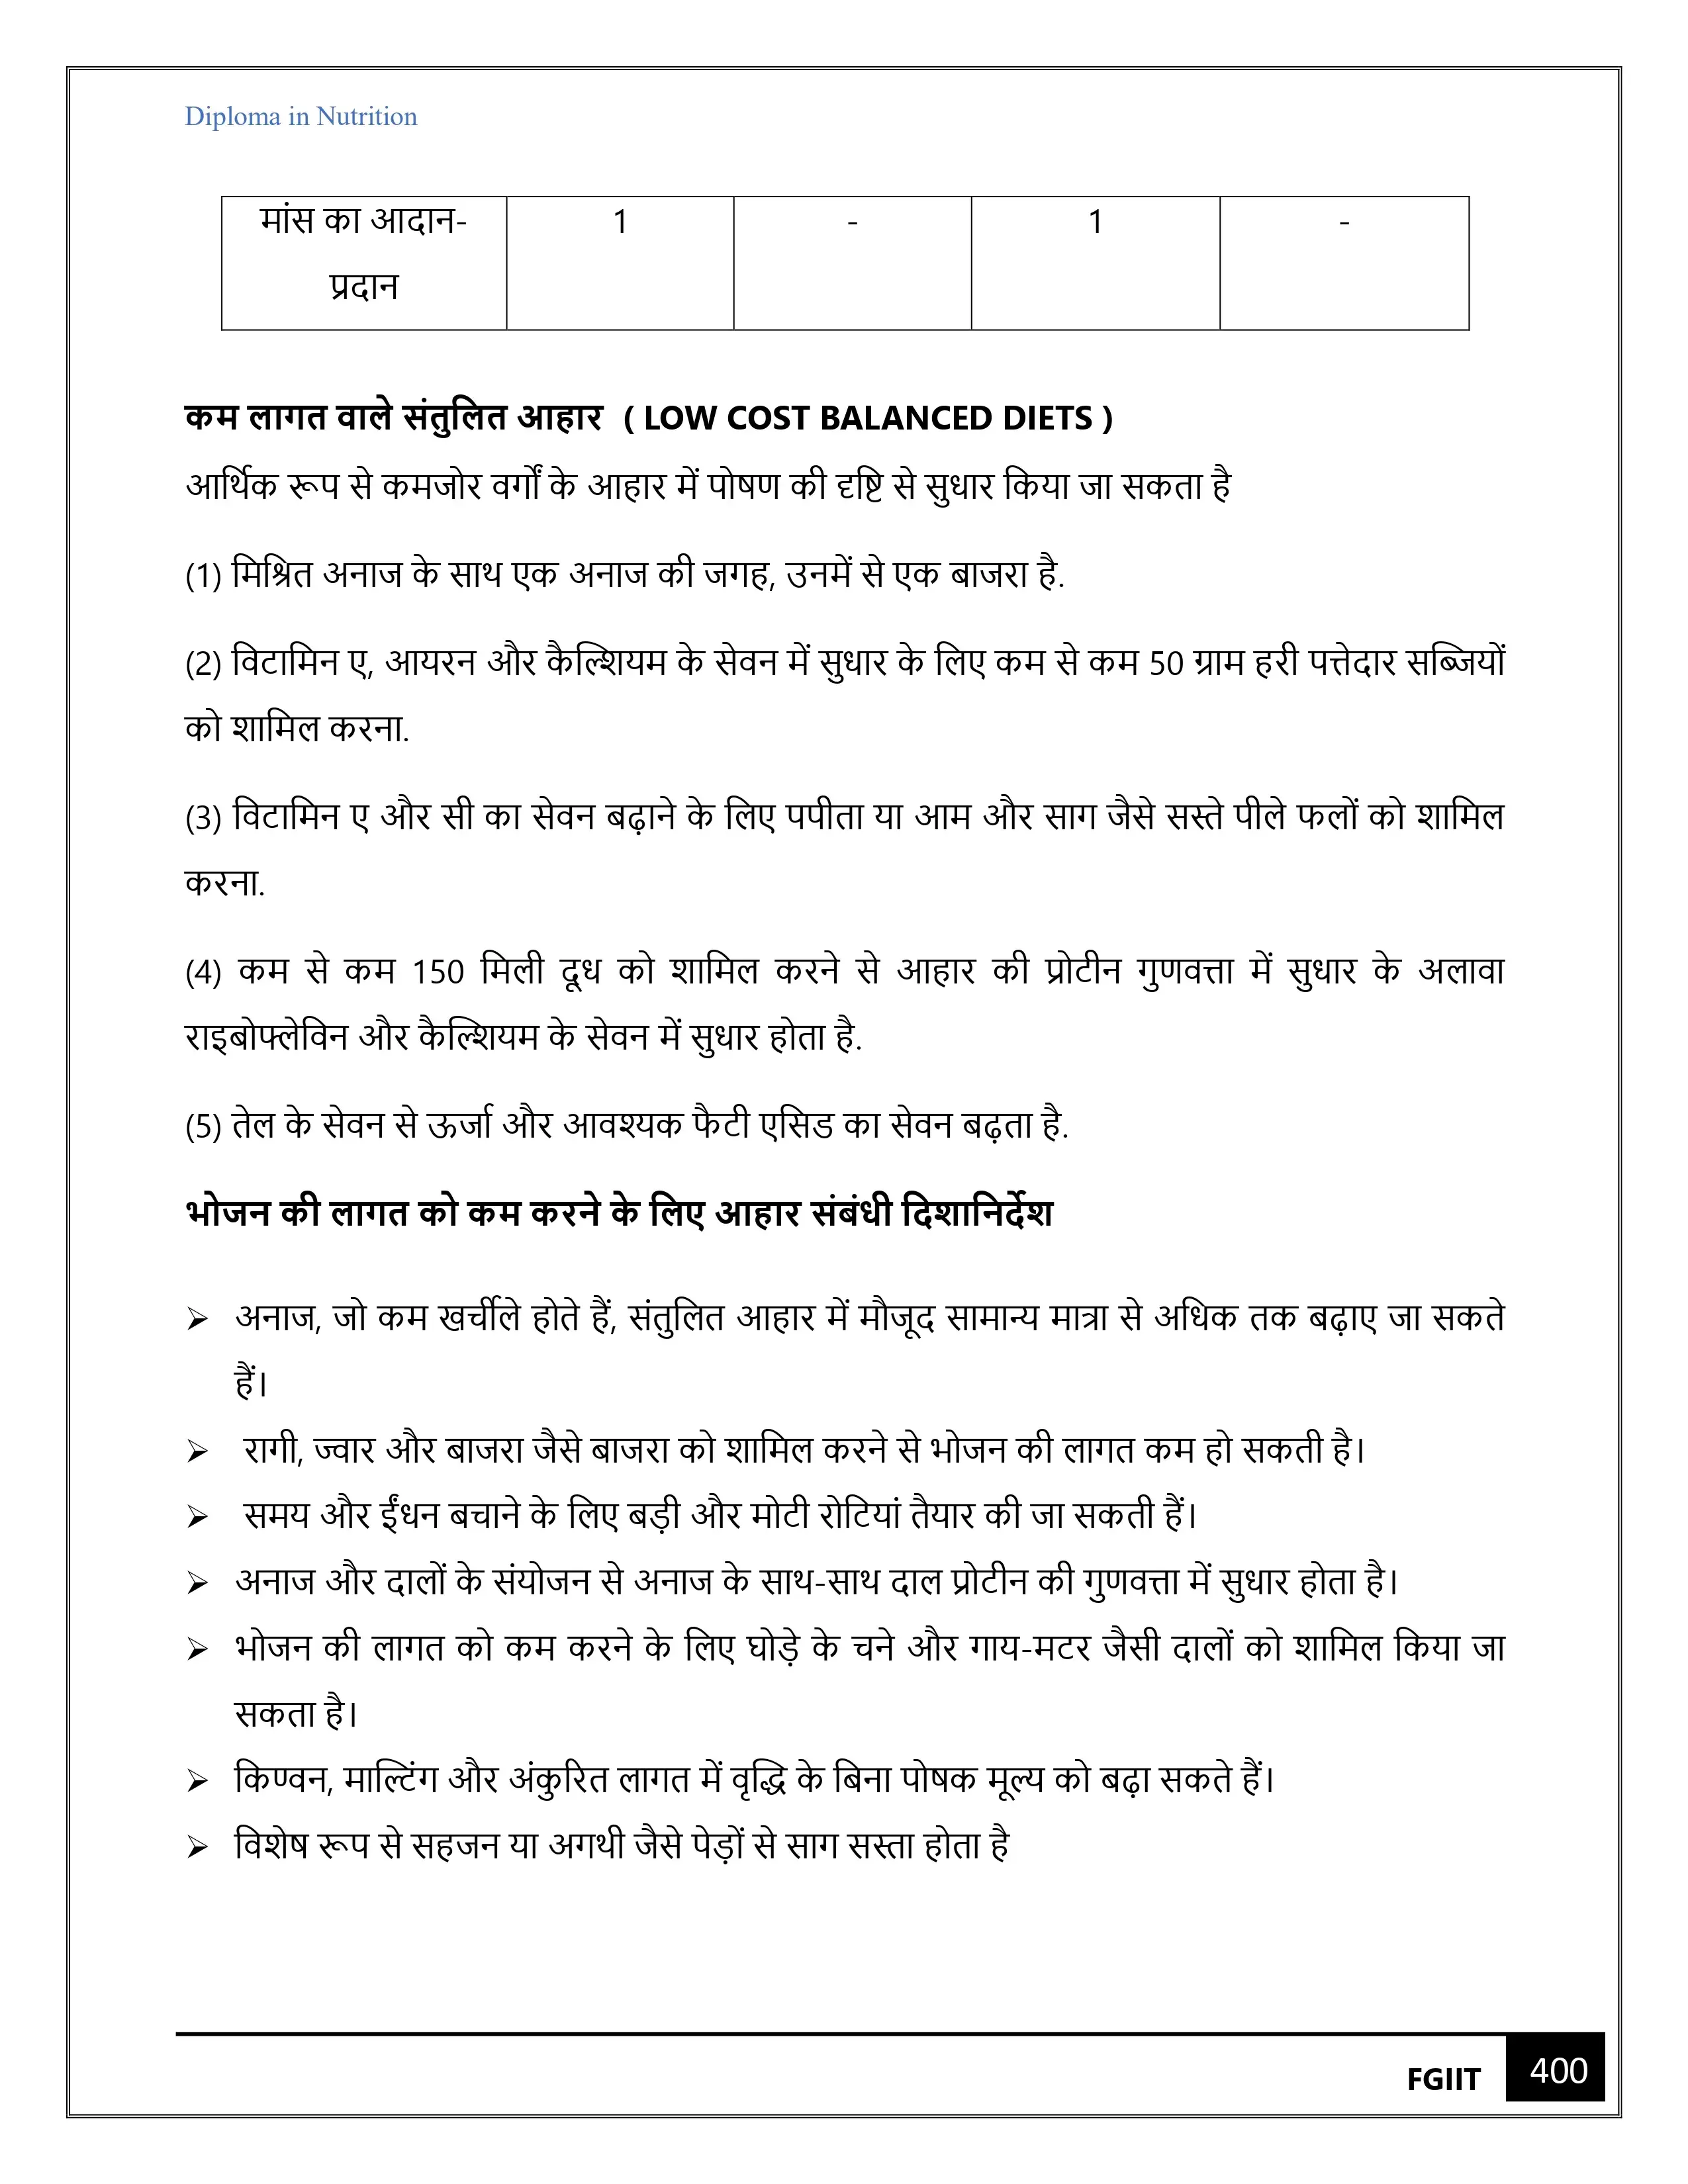 Diploma in Nutrition
मांस का आदान- 1 - 1 -
प्रदान
कम लागत वाले संतुलित आहार ( LOW COST BALANCED DIETS )
आर्थिक रूप से कमजोर वर्गों के आहार में पोषण की दृष्टि से सुधार किया जा सकता है
(1) मिश्रित अनाज के साथ एक अनाज की जगह, उनमें से एक बाजरा है.
(2) विटामिन ए, आयरन और कैल्शियम के सेवन में सुधार के लिए कम से कम 50 ग्राम हरी पत्तेदार सब्जियों
को शामिल करना.
(3) विटामिन ए और सी का सेवन बढ़ाने के लिए पपीता या आम और साग जैसे सस्ते पीले फलों को शामिल
करना.
(4) कम से कम 150 मिली दूध को शामिल करने से आहार की प्रोटीन गुणवत्ता में सुधार के अलावा
राइबोफ्लेविन और कैल्शियम के सेवन में सुधार होता है.
(5) तेल के सेवन से ऊर्जा और आवश्यक फैटी एसिड का सेवन बढ़ता है.
भोजन की लागत को कम करने के लिए आहार संबंधी दिशानिर्देश
➢ अनाज, जो कम खर्चीले होते हैं, संतुलित आहार में मौजूद सामान्य मात्रा से अधिक तक बढ़ाए जा सकते
हैं।
➢ रागी, ज्वार और बाजरा जैसे बाजरा को शामिल करने से भोजन की लागत कम हो सकती है।
➢ समय और ईंधन बचाने के लिए बड़ी और मोटी रोटियां तैयार की जा सकती हैं।
➢ अनाज और दालों के संयोजन से अनाज के साथ-साथ दाल प्रोटीन की गुणवत्ता में सुधार होता है।
➢ भोजन की लागत को कम करने के लिए घोड़े के चने और गाय-मटर जैसी दालों को शामिल किया जा
सकता है।
➢ किण्वन, माल्टिंग और अंकुरित लागत में वृद्धि के बिना पोषक मूल्य को बढ़ा सकते हैं।
➢ विशेष रूप से सहजन या अगथी जैसे पेड़ों से साग सस्ता होता है
FGIIT 400